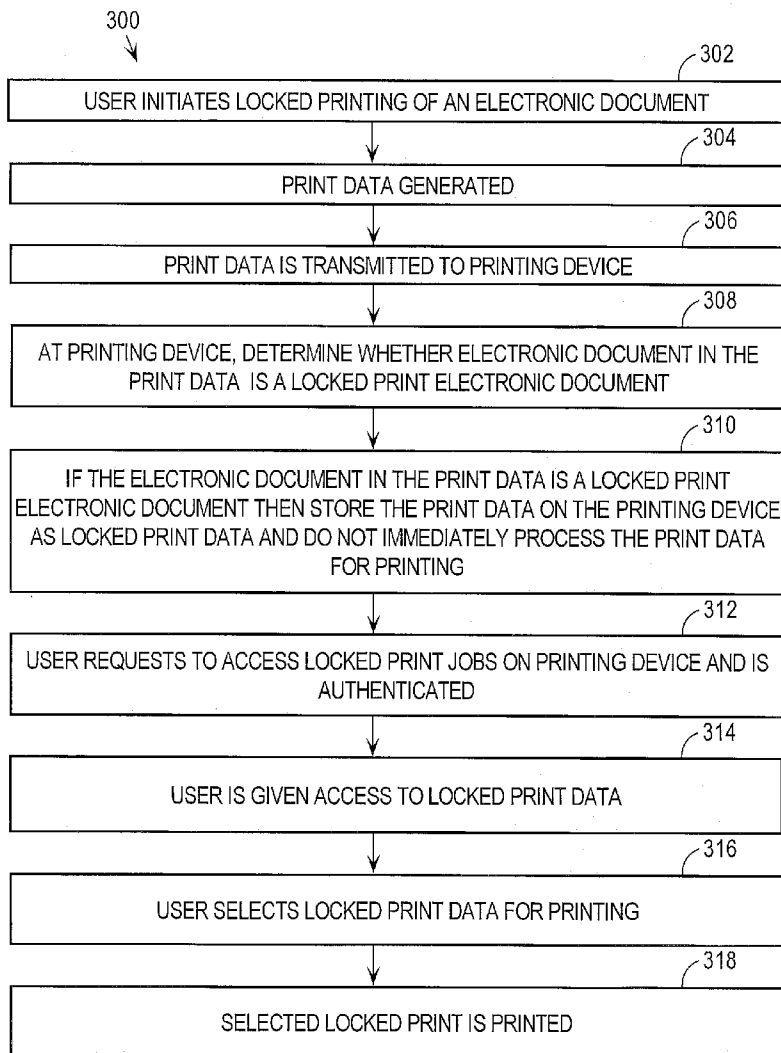 300
302
USER INITIATES LOCKED PRINTING OF AN ELECTRONIC DOCUMENT
304
PRINT DATA GENERATED
306
PRINT DATA IS TRANSMITTED TO PRINTING DEVICE
308
AT PRINTING DEVICE, DETERMINE WHETHER ELECTRONIC DOCUMENT IN THE
PRINT DATA IS A LOCKED PRINT ELECTRONIC DOCUMENT
310
IF THE ELECTRONIC DOCUMENT IN THE PRINT DATA IS A LOCKED PRINT
ELECTRONIC DOCUMENT THEN STORE THE PRINT DATA ON THE PRINTING DEVICE
AS LOCKED PRINT DATA AND DO NOT IMMEDIATELY PROCESS THE PRINT DATA
FOR PRINTING
312
USER REQUESTS TO ACCESS LOCKED PRINT JOBS ON PRINTING DEVICE AND IS
AUTHENTICATED
314
USER IS GIVEN ACCESS TO LOCKED PRINT DATA
316
USER SELECTS LOCKED PRINT DATA FOR PRINTING
318
SELECTED LOCKED PRINT IS PRINTED